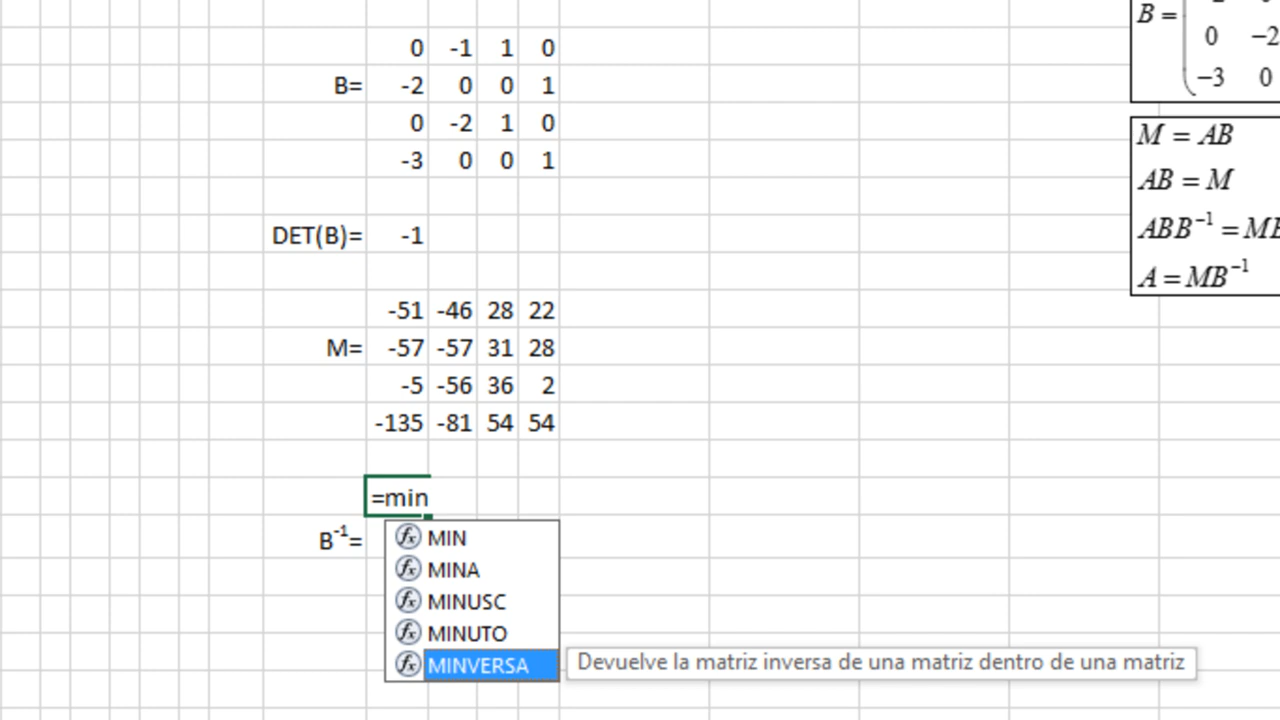 B =
0 −2
−3 0
0 -1 1 0
B= -2 0 0 1
0 -2 1 0
-3 0 0 1
M = AB
AB = M
ABB⁻¹ = M
A = MB⁻¹
DET(B)= -1
-51 -46 28 22
M= -57 -57 31 28
-5 -56 36 2
-135 -81 54 54
=min
B⁻¹=
MIN
MINA
MINUSC
MINUTO
MINVERSA
Devuelve la matriz inversa de una matriz dentro de una matriz